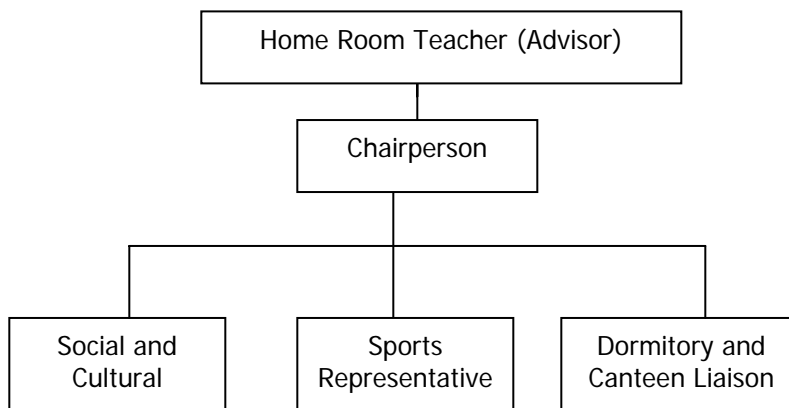 Home Room Teacher (Advisor)
Chairperson
Social and
Cultural
Sports
Representative
Dormitory and
Canteen Liaison